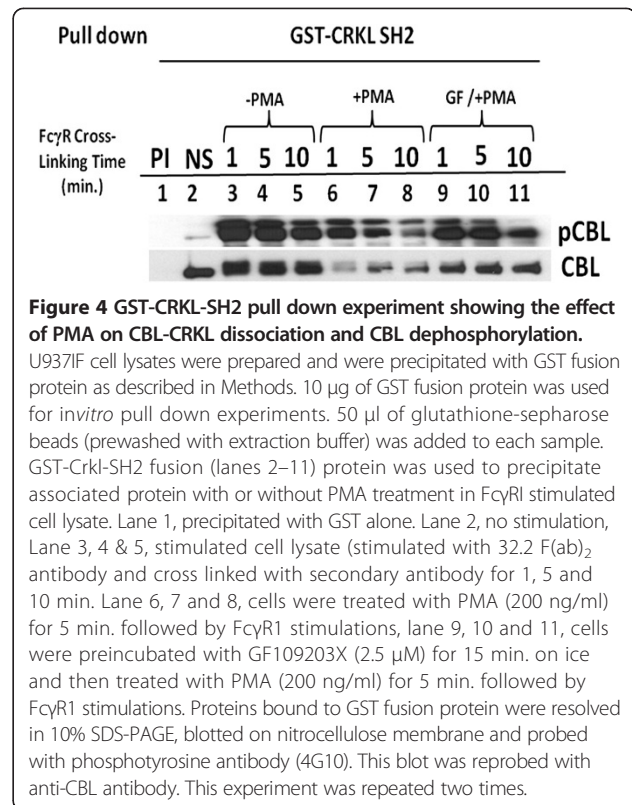 Pull down GST-CRKL SH2
-PMA +PMA GF /+PMA
FcγR Cross-
Linking Time
(min.)
PI NS 1 5 10 1 5 10 1 5 10
1 2 3 4 5 6 7 8 9 10 11
pCBL
CBL
Figure 4 GST-CRKL-SH2 pull down experiment showing the effect
of PMA on CBL-CRKL dissociation and CBL dephosphorylation.
U937IF cell lysates were prepared and were precipitated with GST fusion
protein as described in Methods. 10 μg of GST fusion protein was used
for invitro pull down experiments. 50 μl of glutathione-sepharose
beads (prewashed with extraction buffer) was added to each sample.
GST-Crkl-SH2 fusion (lanes 2–11) protein was used to precipitate
associated protein with or without PMA treatment in FcγRI stimulated
cell lysate. Lane 1, precipitated with GST alone. Lane 2, no stimulation,
Lane 3, 4 & 5, stimulated cell lysate (stimulated with 32.2 F(ab)2
antibody and cross linked with secondary antibody for 1, 5 and
10 min. Lane 6, 7 and 8, cells were treated with PMA (200 ng/ml)
for 5 min. followed by FcγR1 stimulations, lane 9, 10 and 11, cells
were preincubated with GF109203X (2.5 μM) for 15 min. on ice
and then treated with PMA (200 ng/ml) for 5 min. followed by
FcγR1 stimulations. Proteins bound to GST fusion protein were resolved
in 10% SDS-PAGE, blotted on nitrocellulose membrane and probed
with phosphotyrosine antibody (4G10). This blot was reprobed with
anti-CBL antibody. This experiment was repeated two times.